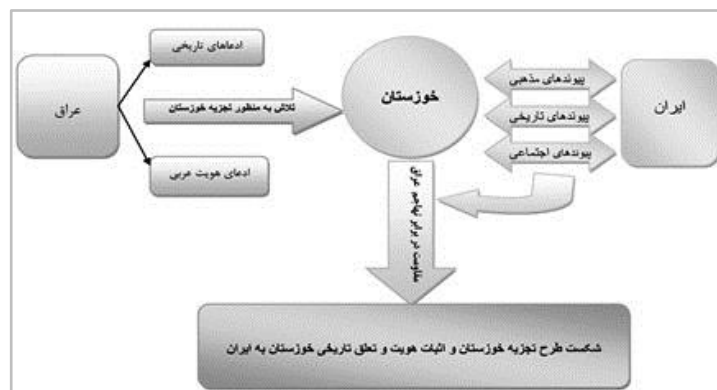 ادعاهای تاریخی
عراق
تلاش به منظور تجزیه خوزستان
ادعای هویت عربی
خوزستان
پیوندهای مذهبی
پیوندهای تاریخی
پیوندهای اجتماعی
ایران
مقاومت در برابر تهاجم عراق
شکست طرح تجزیه خوزستان و اثبات هویت و تعلق تاریخی خوزستان به ایران